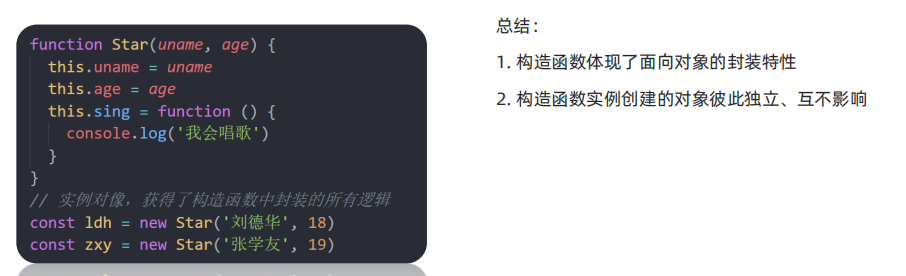 function Star(uname, age) {
this.uname = uname
this.age = age
this.sing = function () {
console.log('我会唱歌')
}
}
// 实例对像，获得了构造函数中封装的所有逻辑
const ldh = new Star('刘德华', 18)
const zxy = new Star('张学友', 19)
总结：
1. 构造函数体现了面向对象的封装特性
2. 构造函数实例创建的对象彼此独立、互不影响